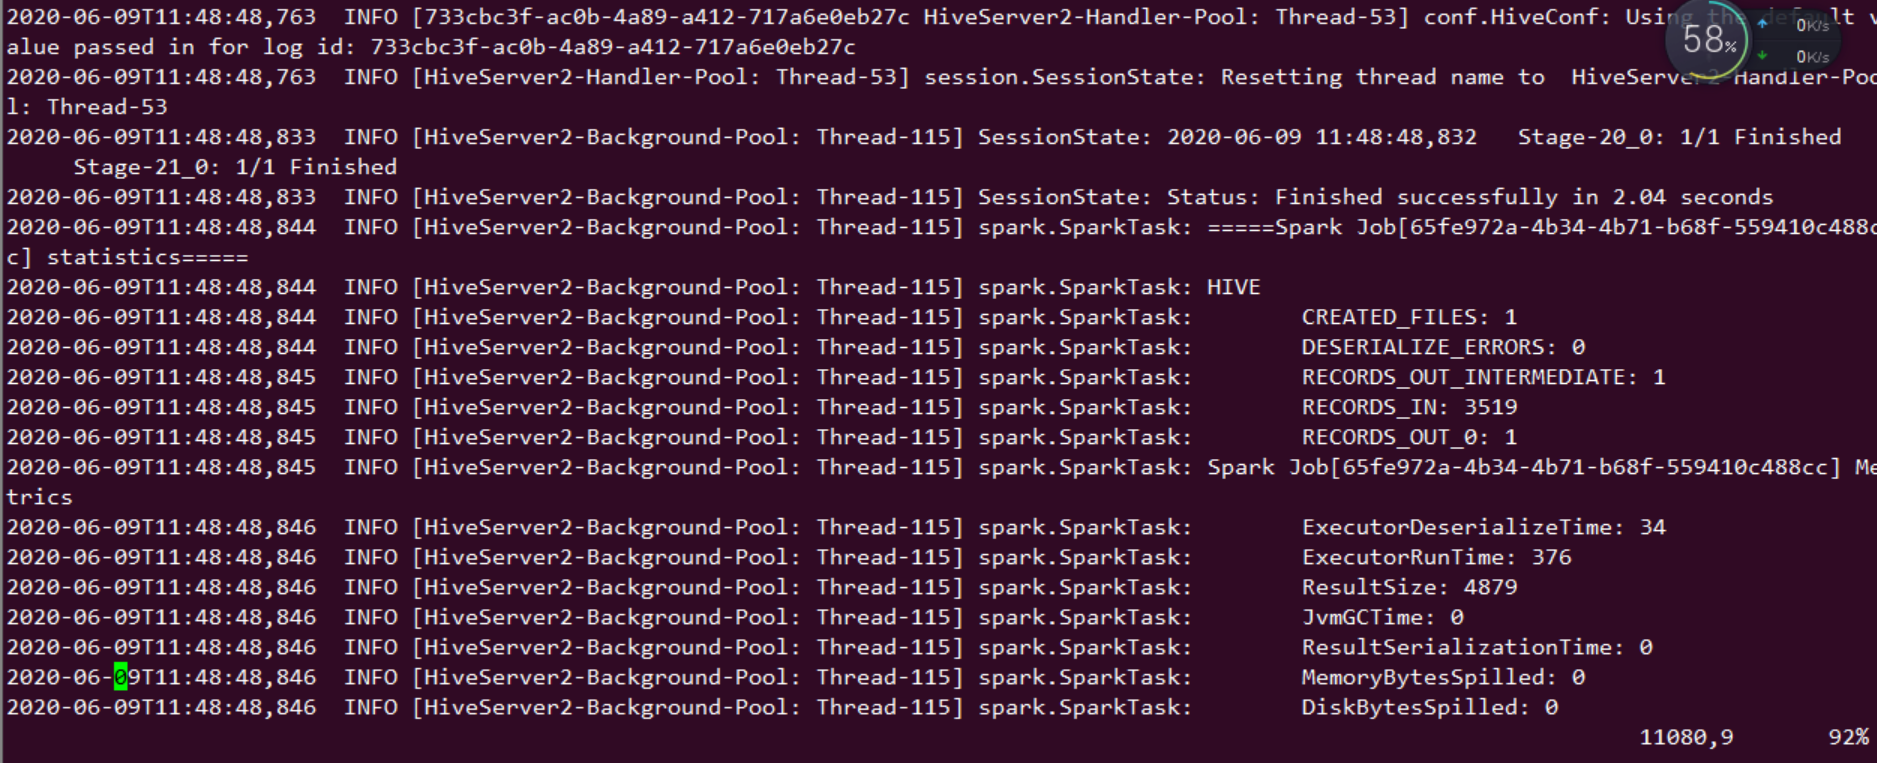 2020-06-09T11:48:48,763  INFO [733cbc3f-ac0b-4a89-a412-717a6e0eb27c HiveServer2-Handler-Pool: Thread-53] conf.HiveConf: Using the default v
alue passed in for log id: 733cbc3f-ac0b-4a89-a412-717a6e0eb27c
2020-06-09T11:48:48,763  INFO [HiveServer2-Handler-Pool: Thread-53] session.SessionState: Resetting thread name to  HiveServer2-Handler-Poo
l: Thread-53
2020-06-09T11:48:48,833  INFO [HiveServer2-Background-Pool: Thread-115] SessionState: 2020-06-09 11:48:48,832   Stage-20_0: 1/1 Finished
Stage-21_0: 1/1 Finished
2020-06-09T11:48:48,833  INFO [HiveServer2-Background-Pool: Thread-115] SessionState: Status: Finished successfully in 2.04 seconds
2020-06-09T11:48:48,844  INFO [HiveServer2-Background-Pool: Thread-115] spark.SparkTask: =====Spark Job[65fe972a-4b34-4b71-b68f-559410c488c
c] statistics=====
2020-06-09T11:48:48,844  INFO [HiveServer2-Background-Pool: Thread-115] spark.SparkTask: HIVE
2020-06-09T11:48:48,844  INFO [HiveServer2-Background-Pool: Thread-115] spark.SparkTask:        CREATED_FILES: 1
2020-06-09T11:48:48,844  INFO [HiveServer2-Background-Pool: Thread-115] spark.SparkTask:        DESERIALIZE_ERRORS: 0
2020-06-09T11:48:48,845  INFO [HiveServer2-Background-Pool: Thread-115] spark.SparkTask:        RECORDS_OUT_INTERMEDIATE: 1
2020-06-09T11:48:48,845  INFO [HiveServer2-Background-Pool: Thread-115] spark.SparkTask:        RECORDS_IN: 3519
2020-06-09T11:48:48,845  INFO [HiveServer2-Background-Pool: Thread-115] spark.SparkTask:        RECORDS_OUT_0: 1
2020-06-09T11:48:48,845  INFO [HiveServer2-Background-Pool: Thread-115] spark.SparkTask: Spark Job[65fe972a-4b34-4b71-b68f-559410c488cc] Me
trics
2020-06-09T11:48:48,846  INFO [HiveServer2-Background-Pool: Thread-115] spark.SparkTask:        ExecutorDeserializeTime: 34
2020-06-09T11:48:48,846  INFO [HiveServer2-Background-Pool: Thread-115] spark.SparkTask:        ExecutorRunTime: 376
2020-06-09T11:48:48,846  INFO [HiveServer2-Background-Pool: Thread-115] spark.SparkTask:        ResultSize: 4879
2020-06-09T11:48:48,846  INFO [HiveServer2-Background-Pool: Thread-115] spark.SparkTask:        JvmGCTime: 0
2020-06-09T11:48:48,846  INFO [HiveServer2-Background-Pool: Thread-115] spark.SparkTask:        ResultSerializationTime: 0
2020-06-09T11:48:48,846  INFO [HiveServer2-Background-Pool: Thread-115] spark.SparkTask:        MemoryBytesSpilled: 0
2020-06-09T11:48:48,846  INFO [HiveServer2-Background-Pool: Thread-115] spark.SparkTask:        DiskBytesSpilled: 0
11080,9       92%
58%
0K/s
0K/s